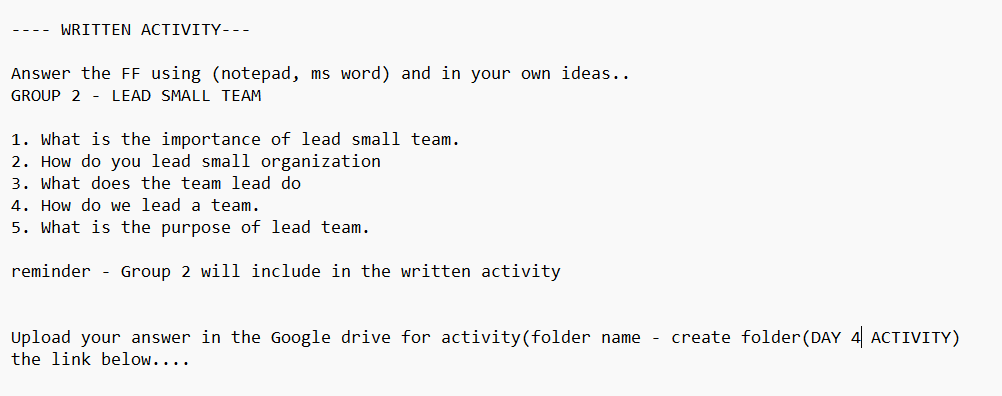 ---- WRITTEN ACTIVITY---
Answer the FF using (notepad, ms word) and in your own ideas..
GROUP 2 - LEAD SMALL TEAM
1. What is the importance of lead small team.
2. How do you lead small organization
3. What does the team lead do
4. How do we lead a team.
5. What is the purpose of lead team.
reminder - Group 2 will include in the written activity
Upload your answer in the Google drive for activity(folder name - create folder(DAY 4 ACTIVITY)
the link below....